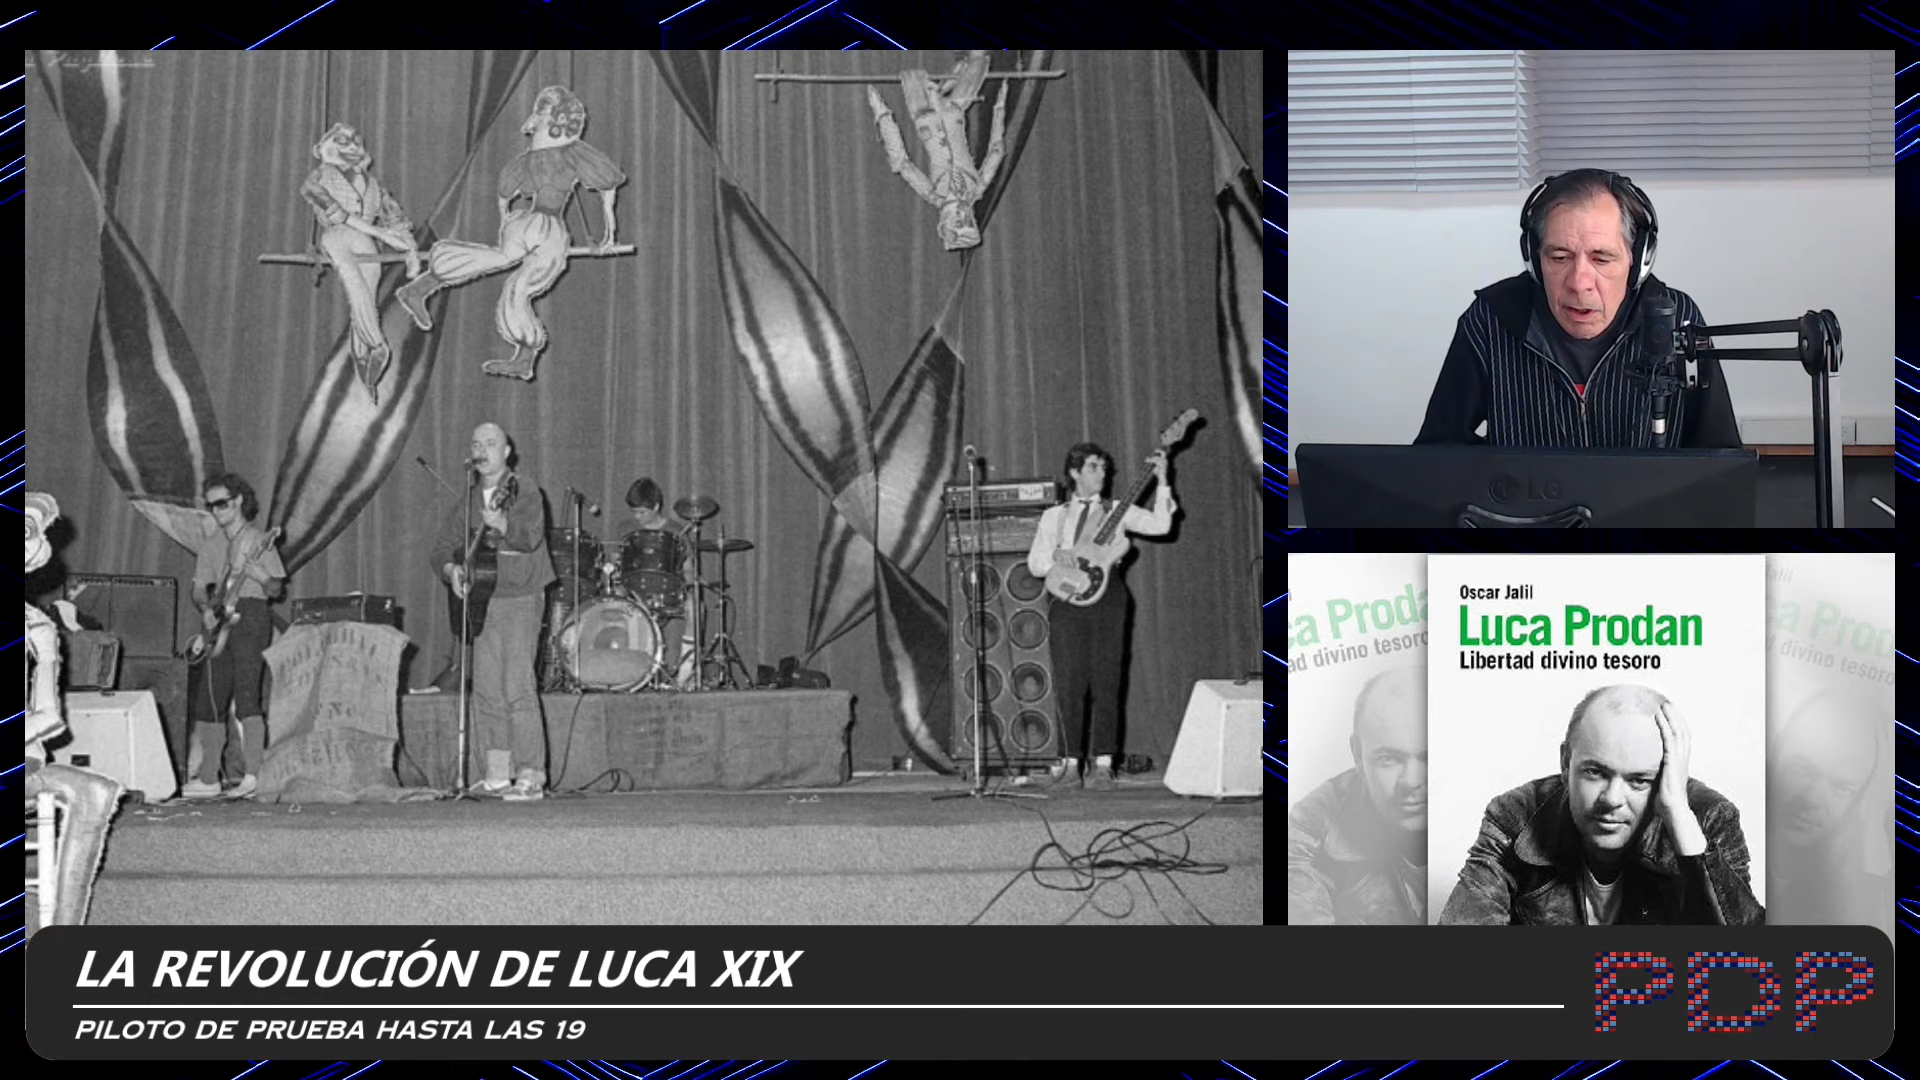 Oscar Jalil
Luca Prodan
Libertad divino tesoro
LG
LA REVOLUCIÓN DE LUCA XIX
PILOTO DE PRUEBA HASTA LAS 19
PDP